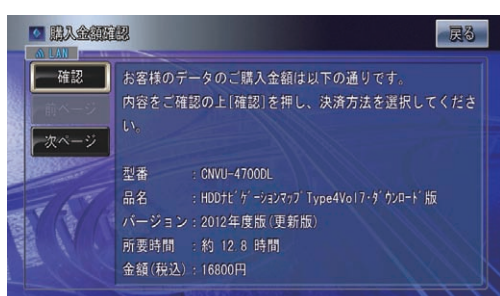 購入金額確認
戻る
LAN
確認
前ページ
次ページ
お客様のデータのご購入金額は以下の通りです。
内容をご確認の上[確認]を押し、決済方法を選択してくださ
い。
型番 : CNVU-4700DL
品名 : HDDﾅﾋﾞｹﾞｰｼｮﾝﾏｯﾌﾟ Type4Vol7･ﾀﾞｳﾝﾛｰﾄﾞ版
バージョン : 2012年度版(更新版)
所要時間 : 約 12.8 時間
金額(税込) : 16800円